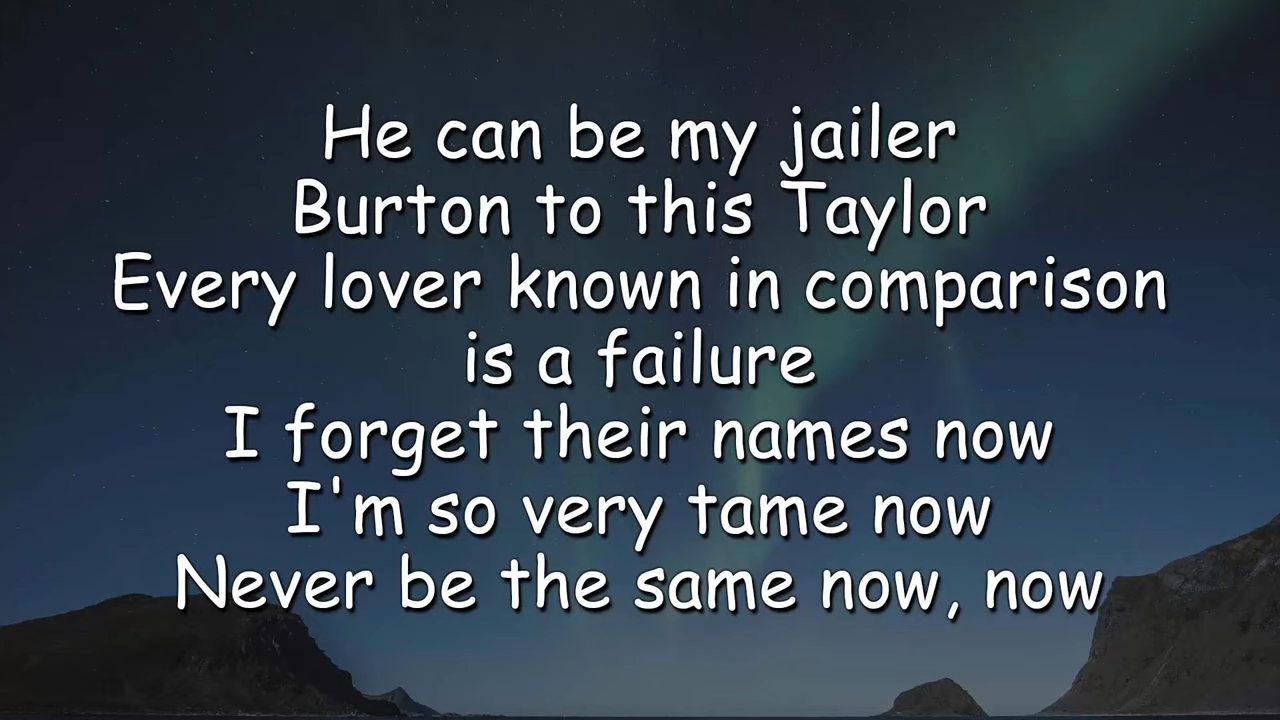 He can be my jailer
Burton to this Taylor
Every lover known in comparison
is a failure
I forget their names now
I'm so very tame now
Never be the same now, now